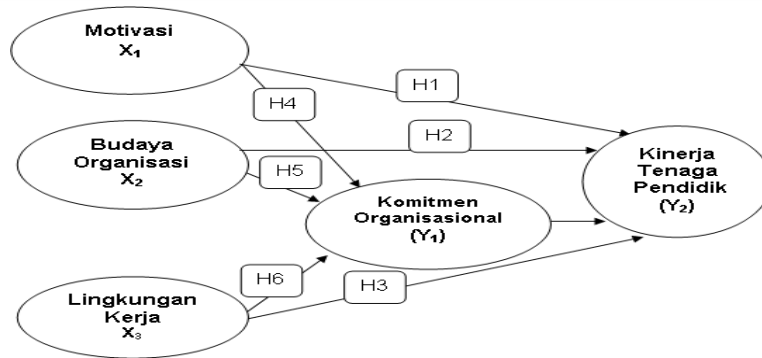 Motivasi
X₁
H1
H4
Budaya
Organisasi
X₂
H2
H5
Kinerja
Tenaga
Pendidik
(Y₂)
Komitmen
Organisasional
(Y₁)
H6
H3
Lingkungan
Kerja
X₃